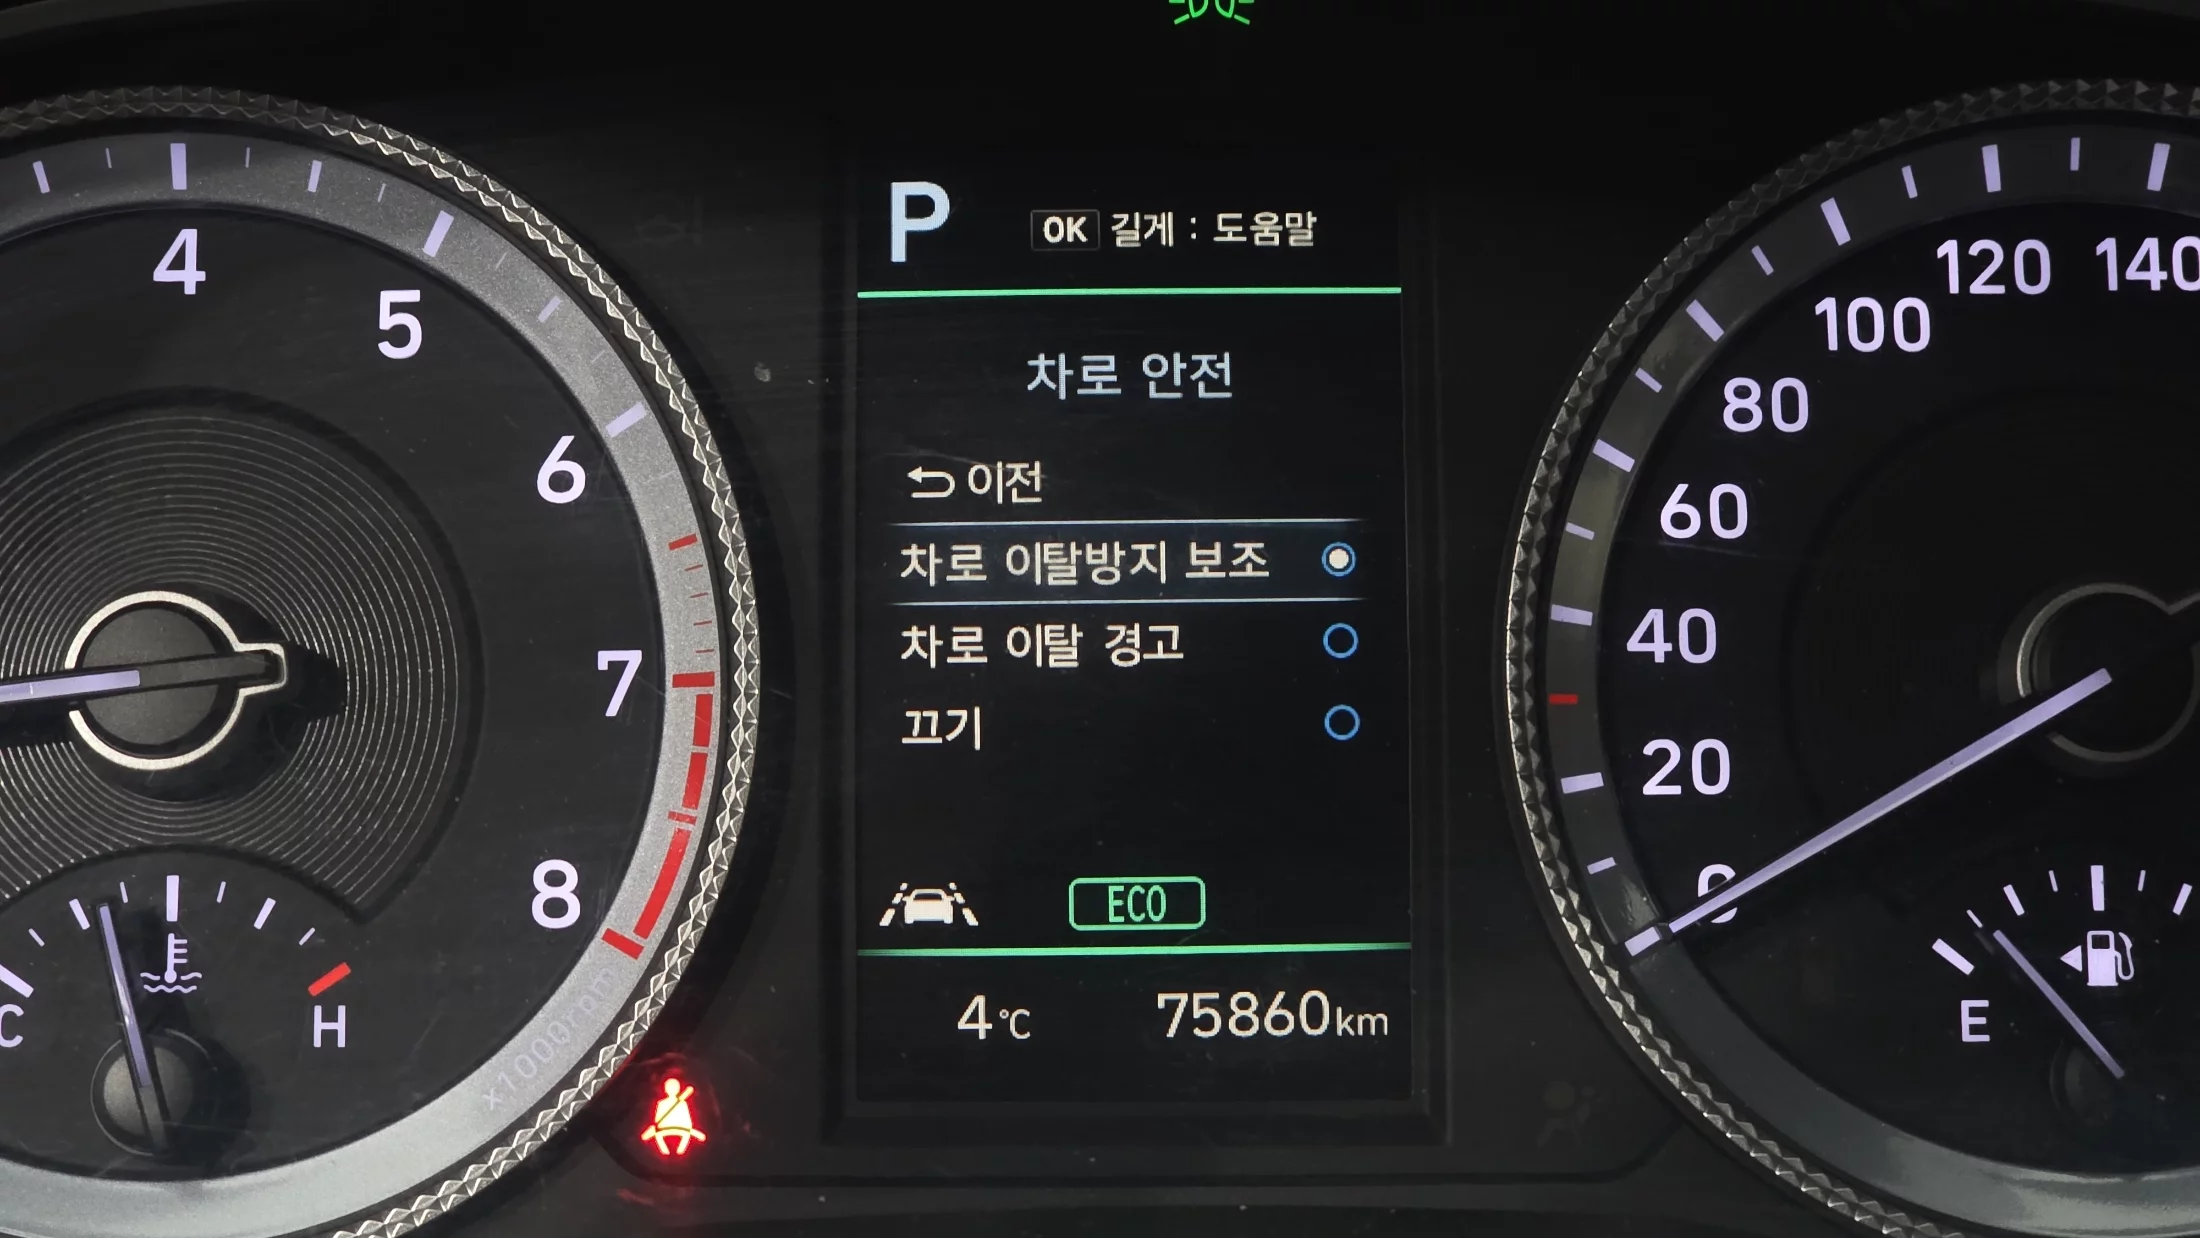 P
OK 길게 : 도움말
차로 안전
이전
차로 이탈방지 보조
차로 이탈 경고
끄기
ECO
4°C 75860km
4
5
6
7
8
x1000rpm
C
H
0
20
40
60
80
100
120
140
E